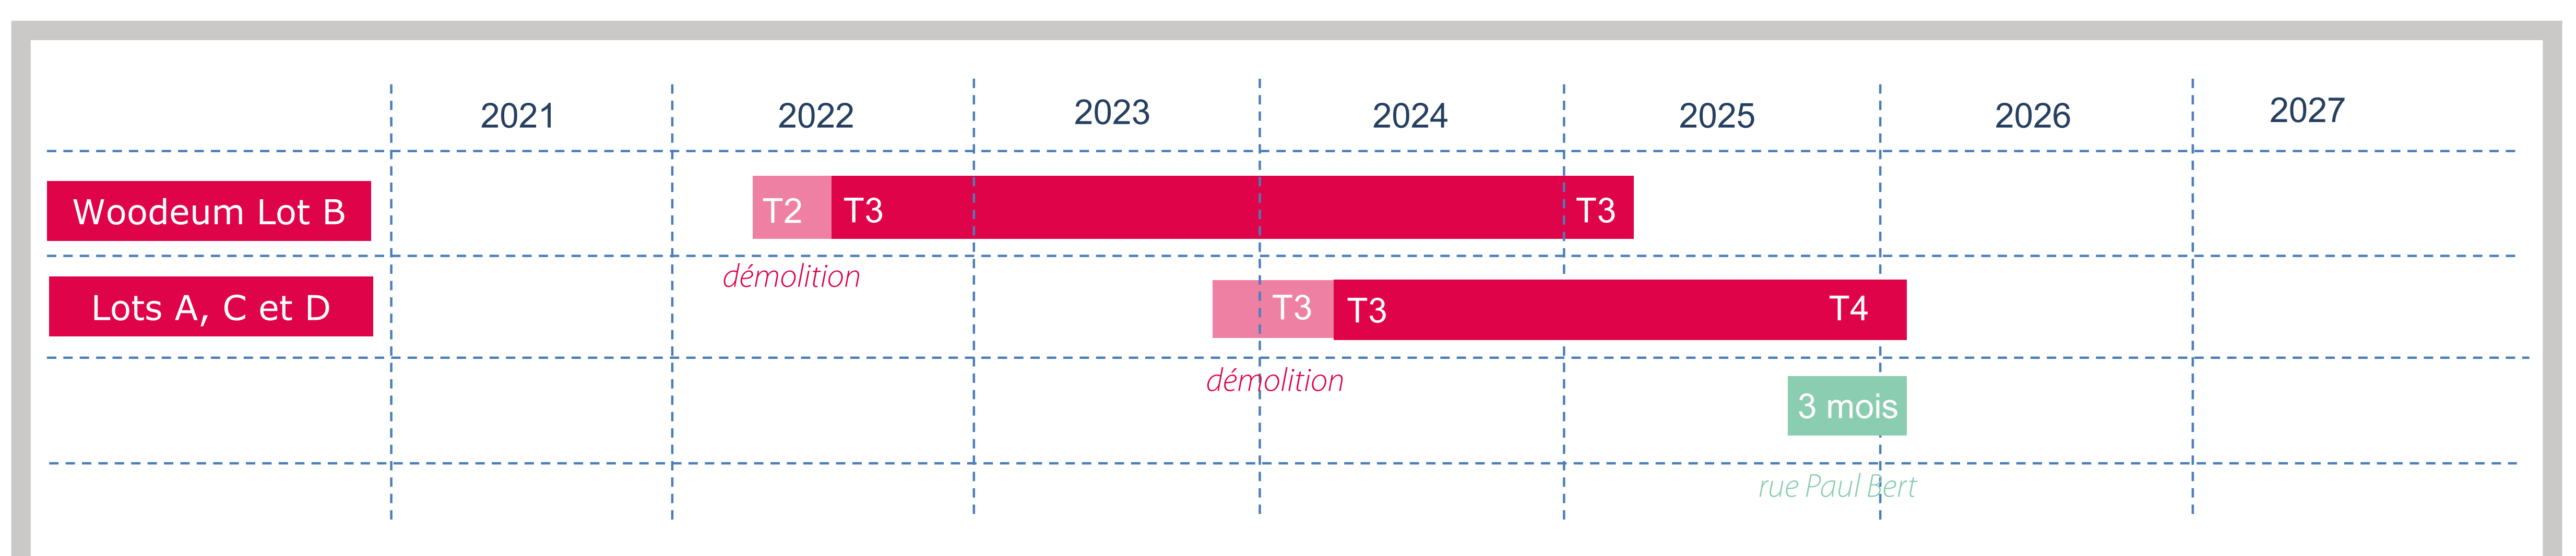 2021 2022 2023 2024 2025 2026 2027
Woodeum Lot B T2 T3 T3
démolition
Lots A, C et D T3 T3 T4
démolition
3 mois
rue Paul Bert